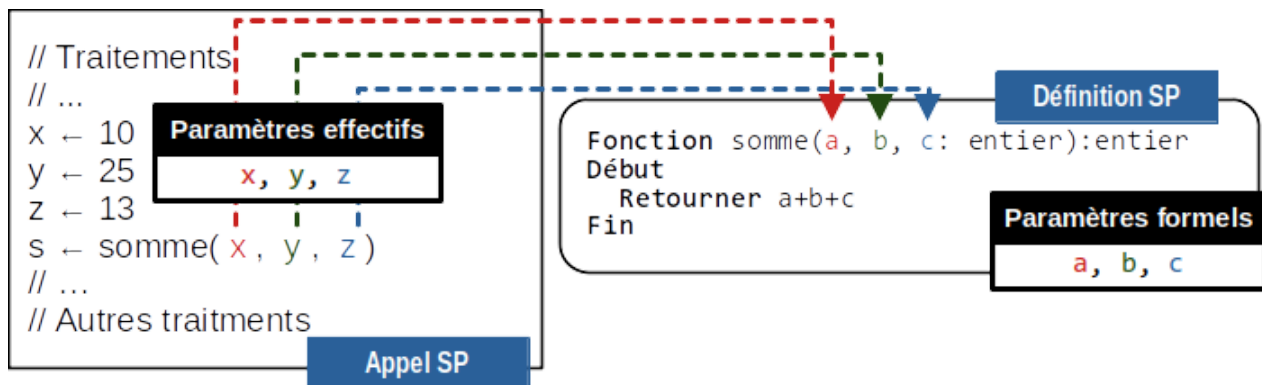 // Traitements
// ...
x ← 10
y ← 25
z ← 13
s ← somme( x , y , z )
// ...
// Autres traitments
Paramètres effectifs
x, y, z
Appel SP
Définition SP
Fonction somme(a, b, c: entier):entier
Début
Retourner a+b+c
Fin
Paramètres formels
a, b, c